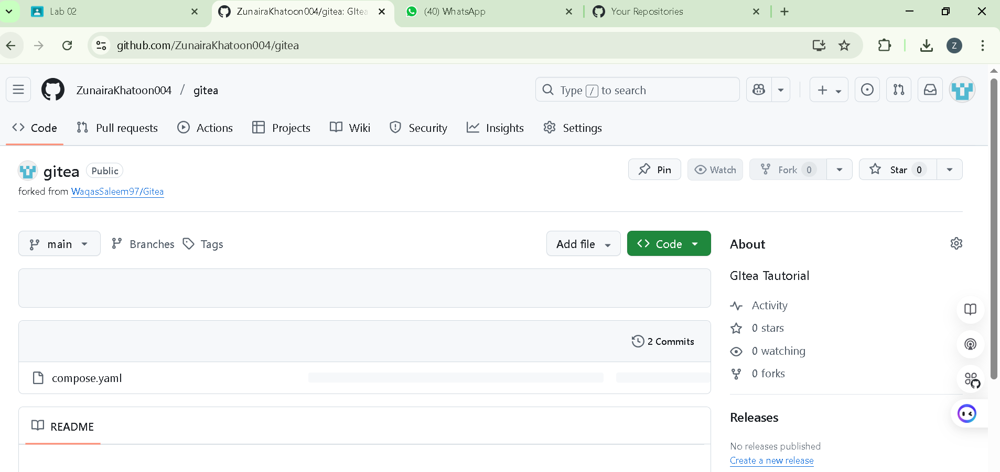 Lab 02
ZunairaKhatoon004/gitea: GItea
(40) WhatsApp
Your Repositories
github.com/ZunairaKhatoon004/gitea
Z
ZunairaKhatoon004 / gitea
Type / to search
Code
Pull requests
Actions
Projects
Wiki
Security
Insights
Settings
gitea
Public
Pin
Watch
Fork 0
Star 0
forked from WaqasSaleem97/Gitea
main
Branches
Tags
Add file
Code
About
GItea Tautorial
2 Commits
compose.yaml
README
Activity
0 stars
0 watching
0 forks
Releases
No releases published
Create a new release